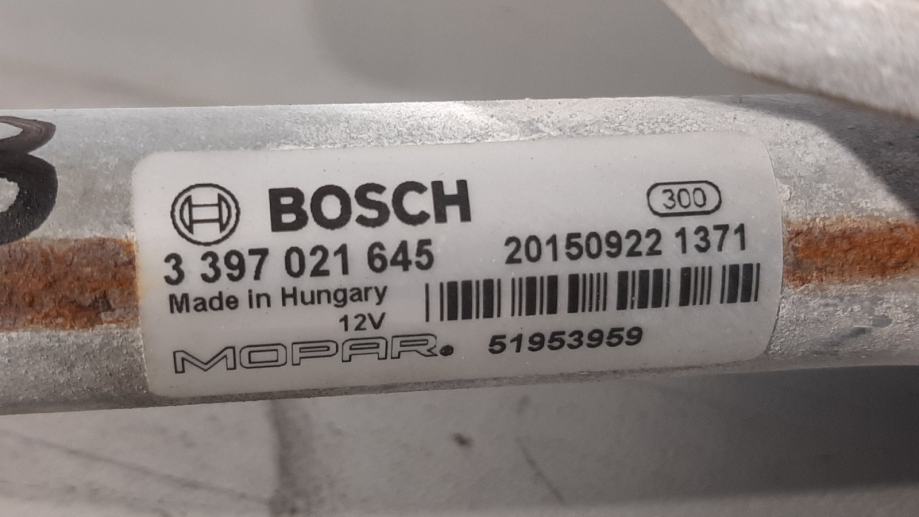 BOSCH
300
3 397 021 645
20150922 1371
Made in Hungary
12V
MOPAR.
51953959